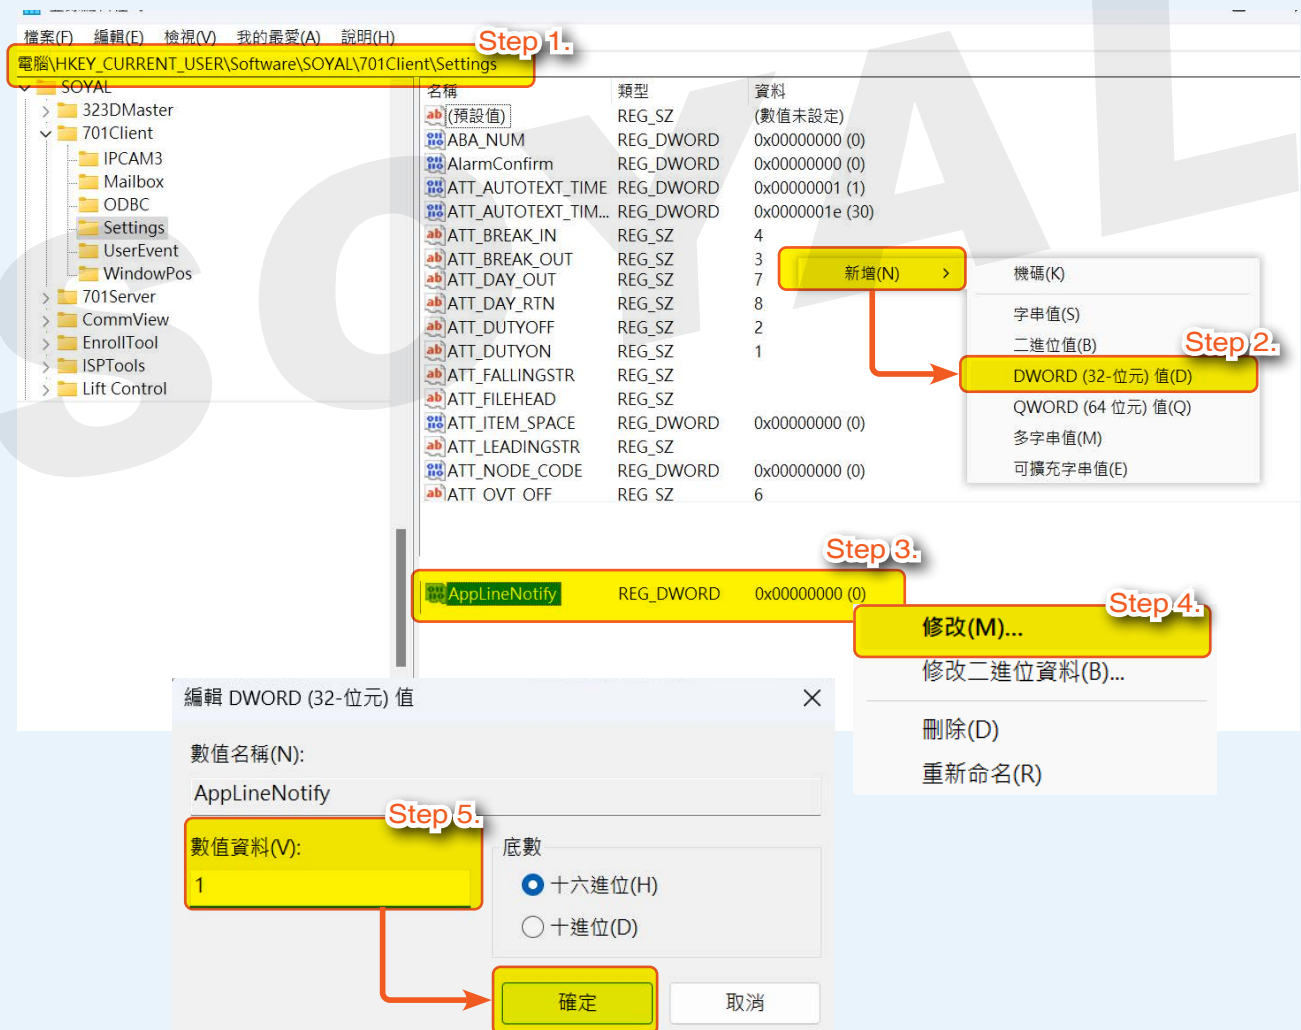 檔案(F) 編輯(E) 檢視(V) 我的最愛(A) 說明(H)
Step 1.
電腦\HKEY_CURRENT_USER\Software\SOYAL\701Client\Settings
SOYAL
323DMaster
701Client
IPCAM3
Mailbox
ODBC
Settings
UserEvent
WindowPos
701Server
CommView
EnrollTool
ISPTools
Lift Control
名稱 類型 資料
(預設值) REG_SZ (數值未設定)
ABA_NUM REG_DWORD 0x00000000 (0)
AlarmConfirm REG_DWORD 0x00000000 (0)
ATT_AUTOTEXT_TIME REG_DWORD 0x00000001 (1)
ATT_AUTOTEXT_TIM... REG_DWORD 0x0000001e (30)
ATT_BREAK_IN REG_SZ 4
ATT_BREAK_OUT REG_SZ 3
ATT_DAY_OUT REG_SZ 7
ATT_DAY_RTN REG_SZ 8
ATT_DUTYOFF REG_SZ 2
ATT_DUTYON REG_SZ 1
ATT_FALLINGSTR REG_SZ
ATT_FILEHEAD REG_SZ
ATT_ITEM_SPACE REG_DWORD 0x00000000 (0)
ATT_LEADINGSTR REG_SZ
ATT_NODE_CODE REG_DWORD 0x00000000 (0)
ATT_OVT_OFF REG_SZ 6
新增(N) >
機碼(K)
字串值(S)
二進位值(B)
Step 2.
DWORD (32-位元) 值(D)
QWORD (64 位元) 值(Q)
多字串值(M)
可擴充字串值(E)
Step 3.
AppLineNotify REG_DWORD 0x00000000 (0)
Step 4.
修改(M)...
修改二進位資料(B)...
刪除(D)
重新命名(R)
編輯 DWORD (32-位元) 值
數值名稱(N):
AppLineNotify
Step 5.
數值資料(V):
1
底數
十六進位(H)
十進位(D)
確定
取消
SOYAL